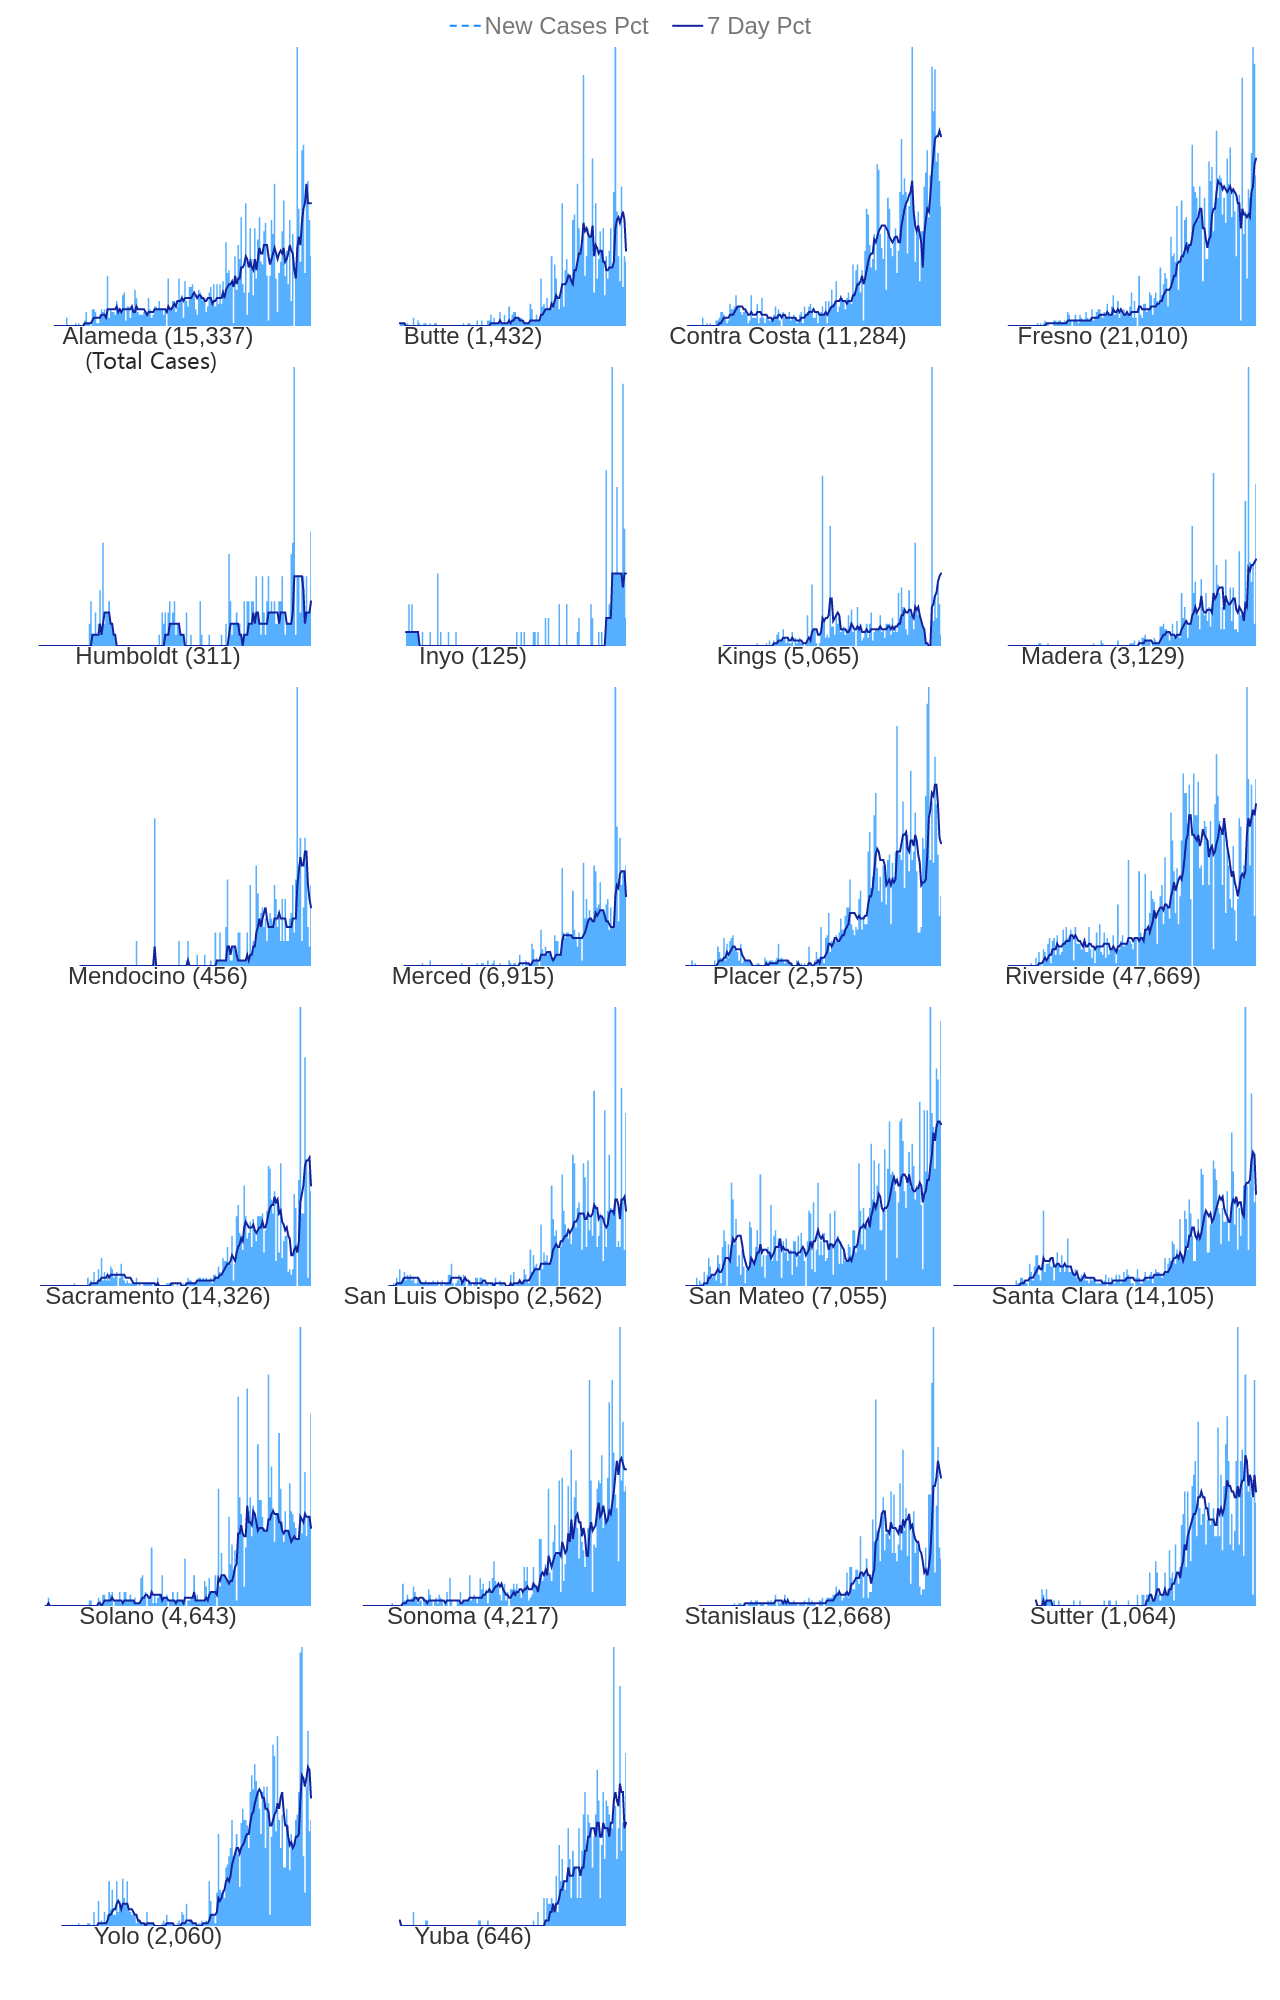 New Cases Pct 7 Day Pct
Alameda (15,337) Butte (1,432) Contra Costa (11,284) Fresno (21,010)
(Total Cases)
Humboldt (311) Inyo (125) Kings (5,065) Madera (3,129)
Mendocino (456) Merced (6,915) Placer (2,575) Riverside (47,669)
Sacramento (14,326) San Luis Obispo (2,562) San Mateo (7,055) Santa Clara (14,105)
Solano (4,643) Sonoma (4,217) Stanislaus (12,668) Sutter (1,064)
Yolo (2,060) Yuba (646)